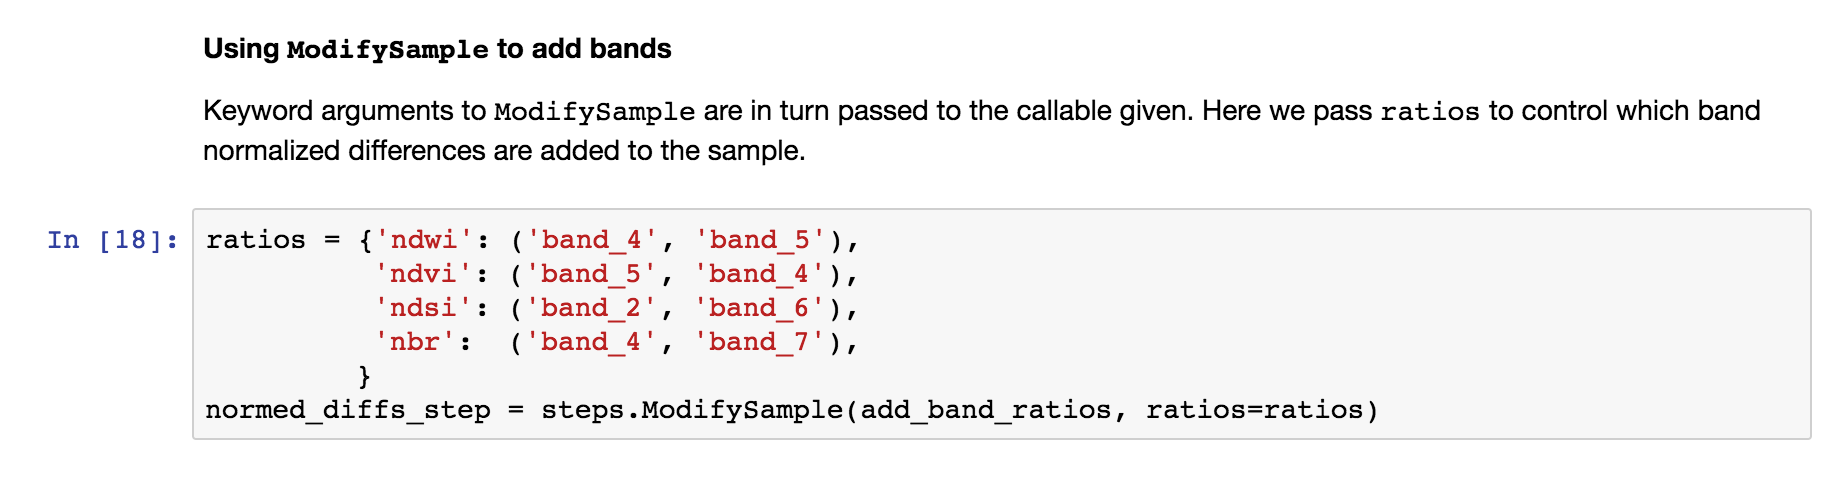 Using ModifySample to add bands
Keyword arguments to ModifySample are in turn passed to the callable given. Here we pass ratios to control which band
normalized differences are added to the sample.
In [18]: ratios = {'ndwi': ('band_4', 'band_5'),
'ndvi': ('band_5', 'band_4'),
'ndsi': ('band_2', 'band_6'),
'nbr':  ('band_4', 'band_7'),
}
normed_diffs_step = steps.ModifySample(add_band_ratios, ratios=ratios)